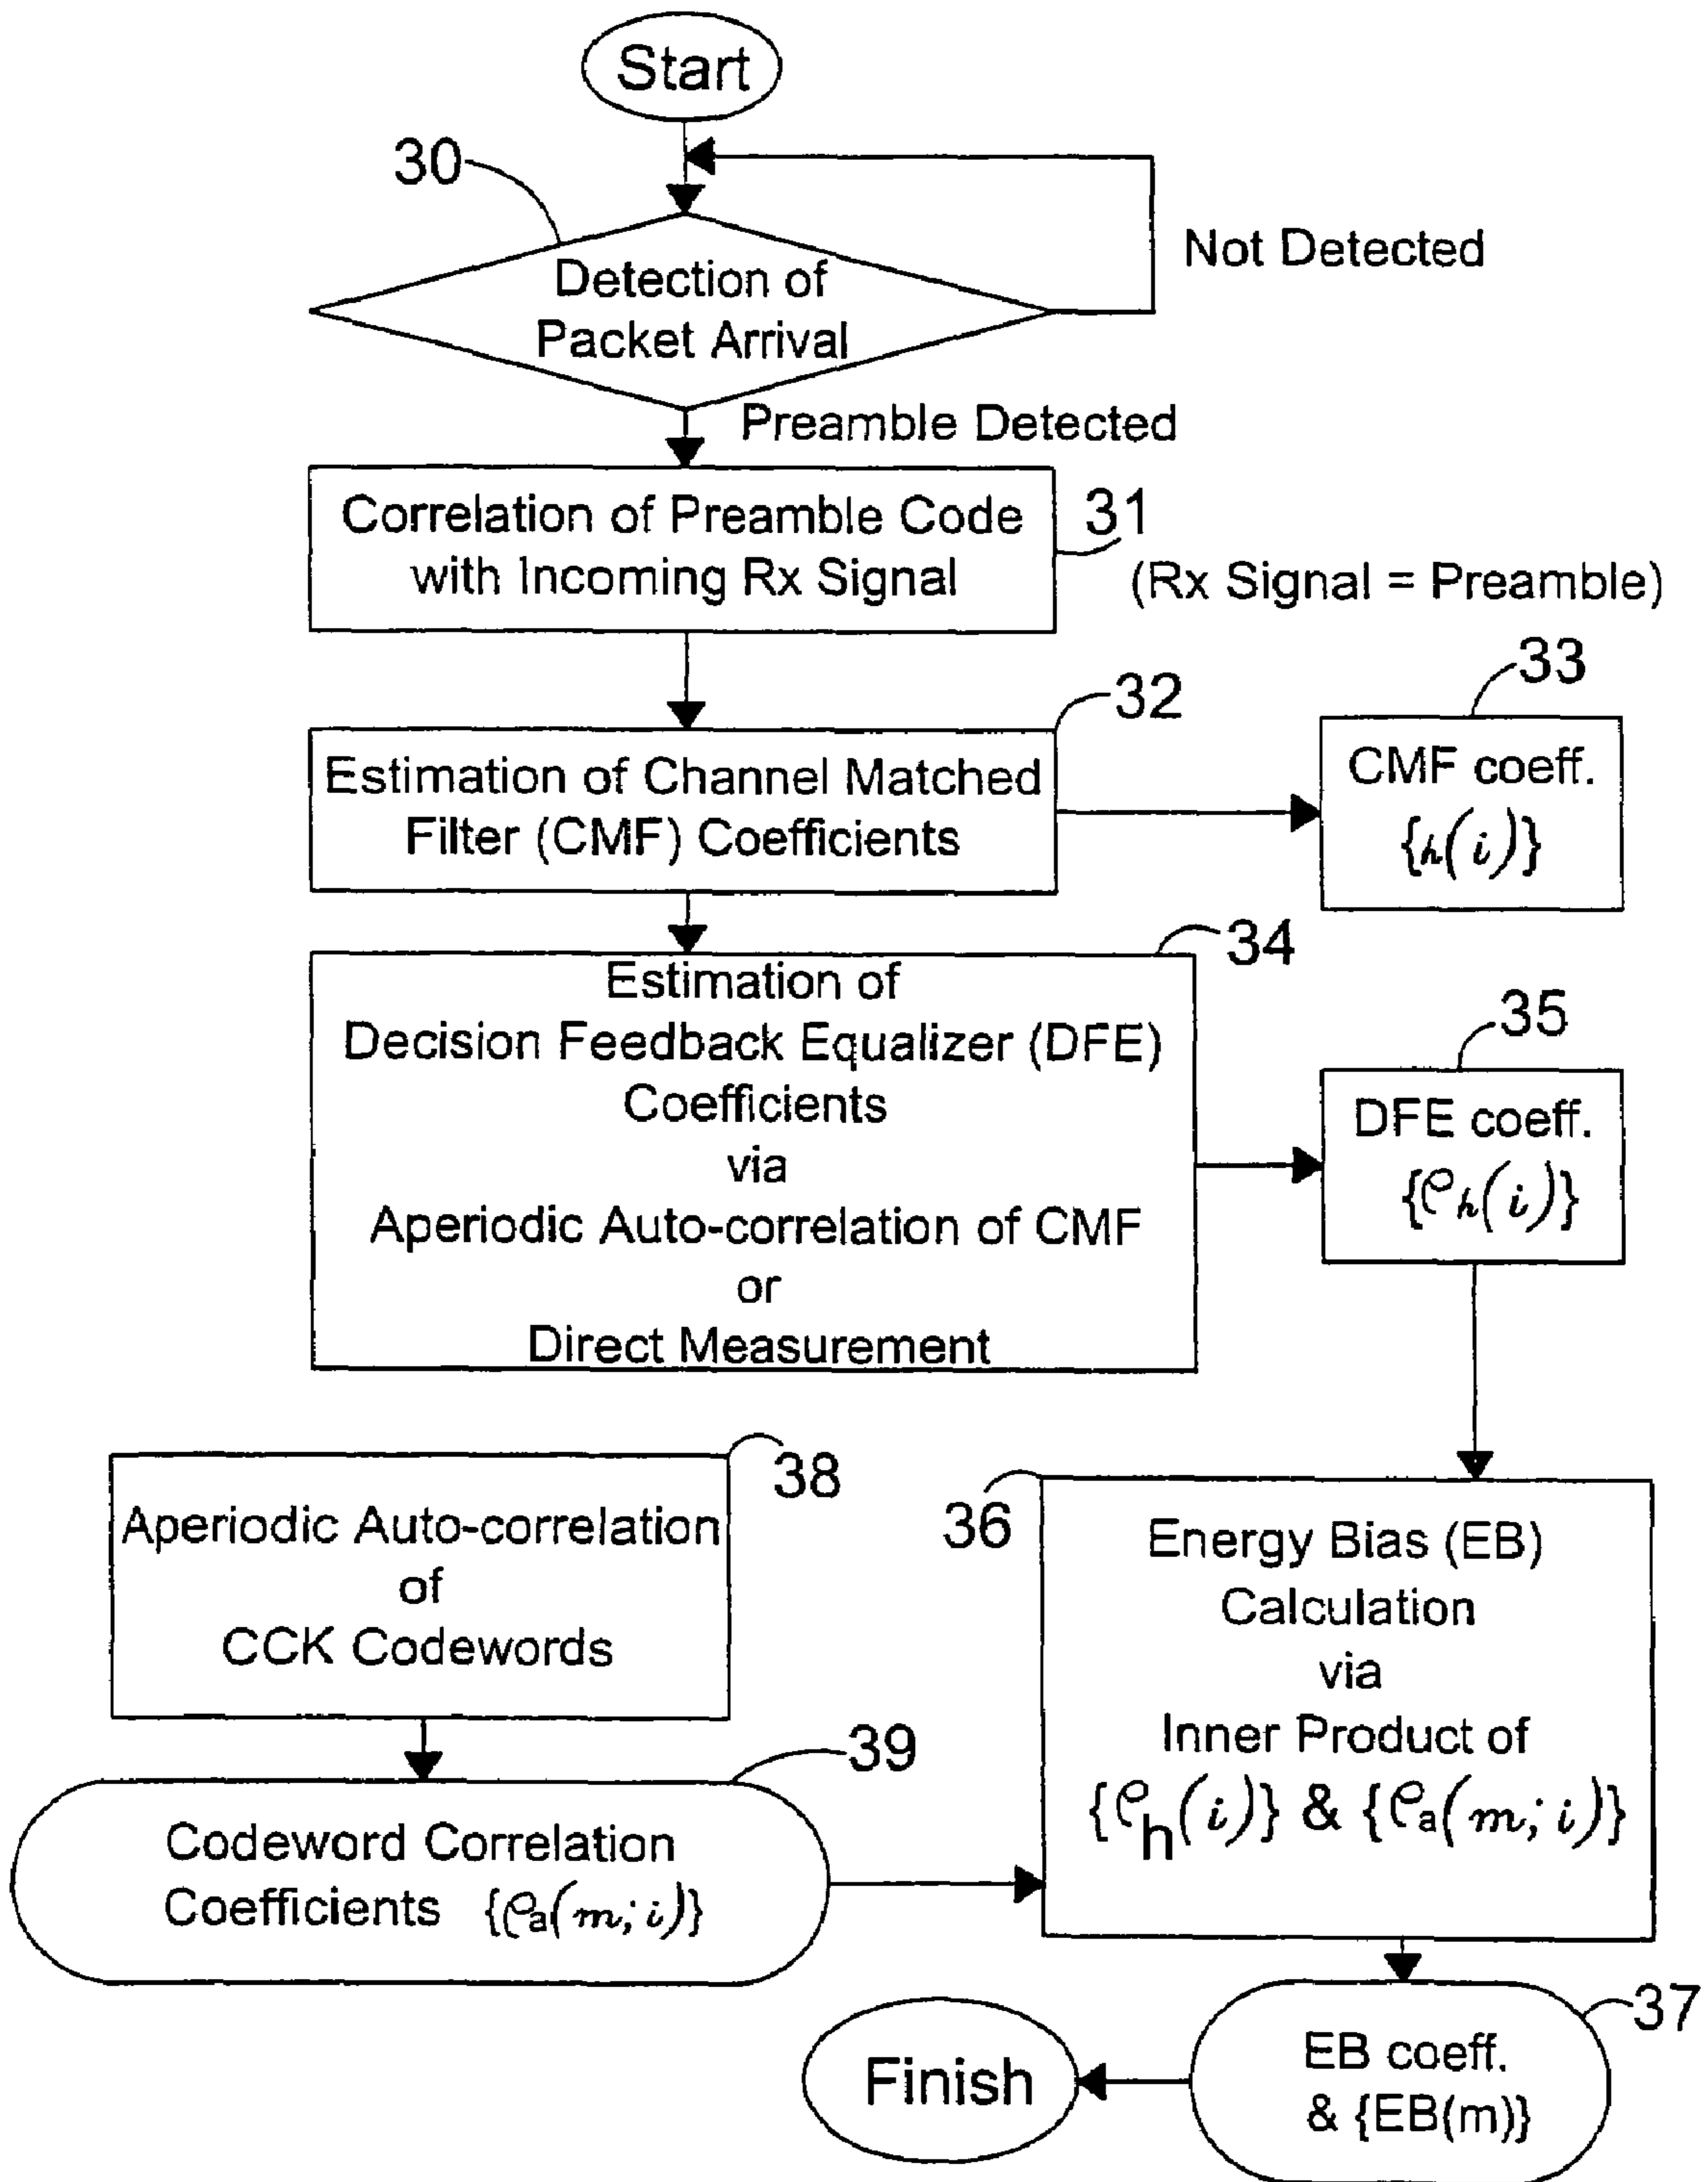 Start
30
Detection of
Packet Arrival
Not Detected
Preamble Detected
Correlation of Preamble Code
with Incoming Rx Signal
31
(Rx Signal = Preamble)
Estimation of Channel Matched
Filter (CMF) Coefficients
32
33
CMF coeff.
{h(i)}
34
Estimation of
Decision Feedback Equalizer (DFE)
Coefficients
via
Aperiodic Auto-correlation of CMF
or
Direct Measurement
35
DFE coeff.
{ρh(i)}
38
Aperiodic Auto-correlation
of
CCK Codewords
36
Energy Bias (EB)
Calculation
via
Inner Product of
{ρh(i)} & {ρa(m; i)}
39
Codeword Correlation
Coefficients {ρa(m; i)}
37
EB coeff.
& {EB(m)}
Finish